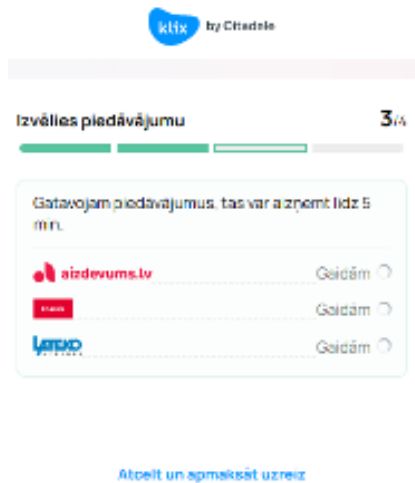 klix by Citadele
Izvēlies piedāvājumu 3/4
Gatavojam piedāvājumus, tas var aizņemt līdz 5
min.
aizdevums.lv Gaidām
Gaidām
LATEKO Gaidām
Atcelt un apmaksāt uzreiz